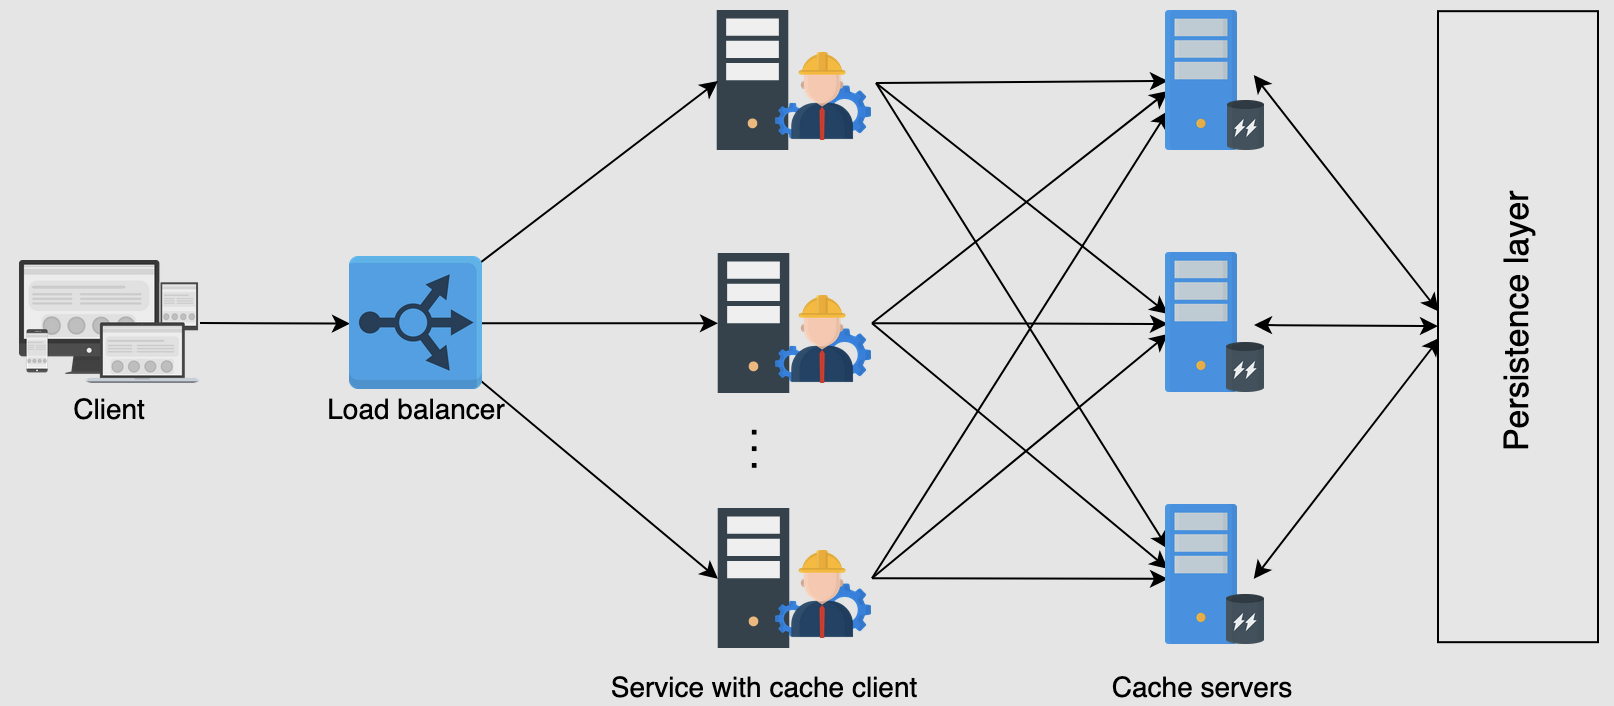 Client
Load balancer
Service with cache client
Cache servers
Persistence layer